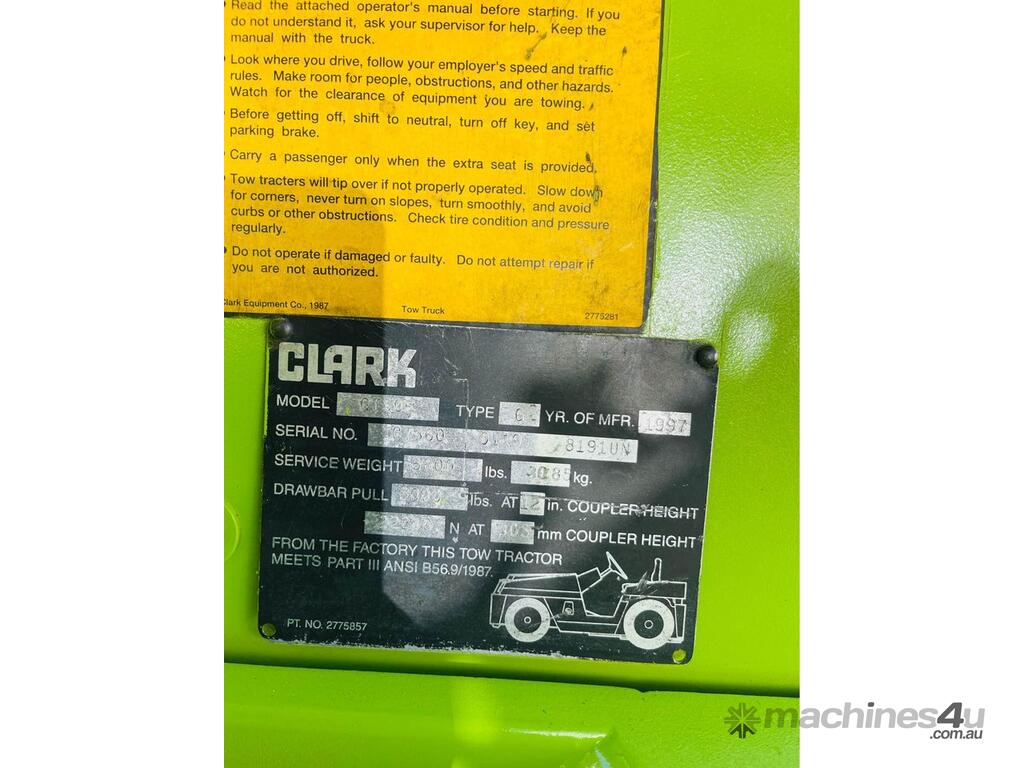 Read the attached operator's manual before starting. If you
do not understand it, ask your supervisor for help. Keep the
manual with the truck.
Look where you drive, follow your employer's speed and traffic
rules. Make room for people, obstructions, and other hazards.
Watch for the clearance of equipment you are towing.
Before getting off, shift to neutral, turn off key, and set
parking brake.
Carry a passenger only when the extra seat is provided.
Tow tracters will tip over if not properly operated. Slow down
for corners, never turn on slopes, turn smoothly, and avoid
curbs or other obstructions. Check tire condition and pressure
regularly.
Do not operate if damaged or faulty. Do not attempt repair if
you are not authorized.
Clark Equipment Co., 1987 Tow Truck 2775281
CLARK
MODEL TYPE YR. OF MFR. 1997
SERIAL NO. 8191UN
SERVICE WEIGHT lbs. 3085 kg.
DRAWBAR PULL lbs. AT 12 in. COUPLER HEIGHT
N AT 305 mm COUPLER HEIGHT
FROM THE FACTORY THIS TOW TRACTOR
MEETS PART III ANSI B56.9/1987.
PT. NO. 2775857
machines4u
.com.au